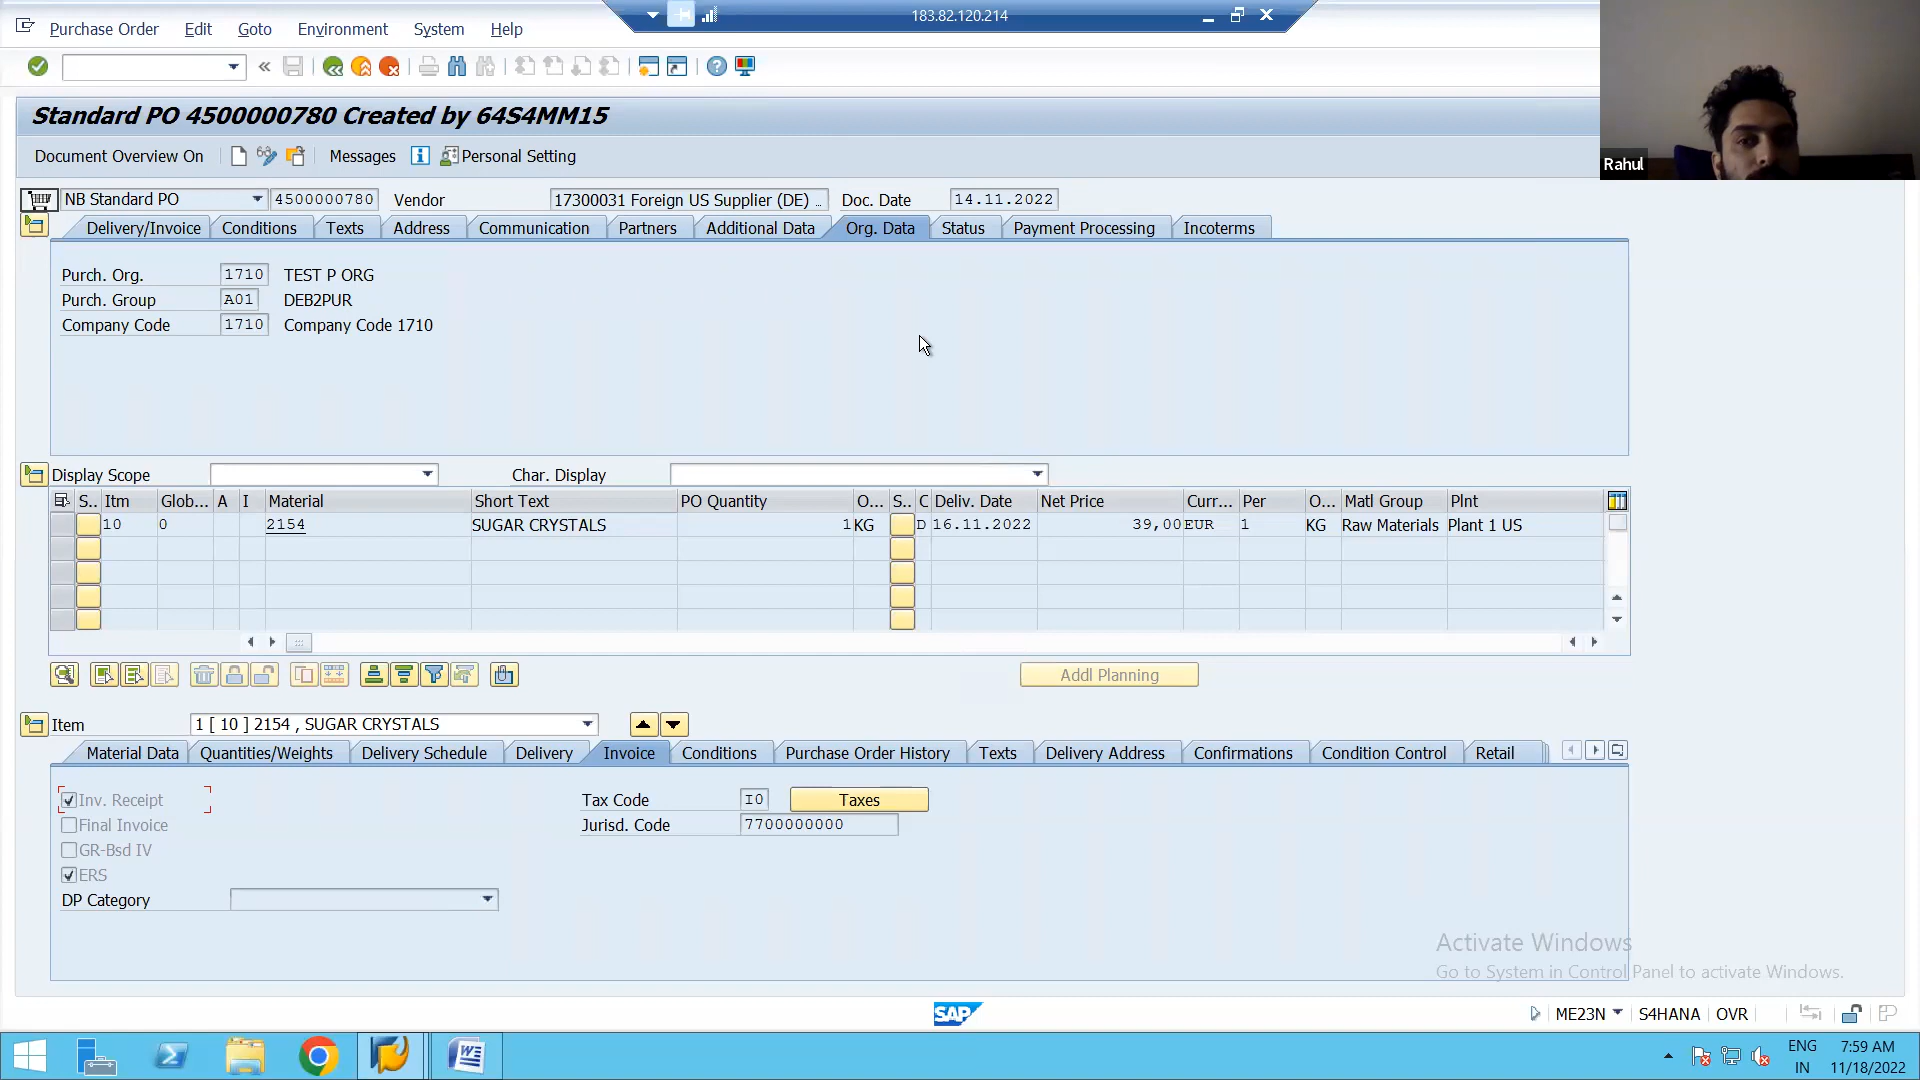 183.82.120.214
Purchase Order Edit Goto Environment System Help
Standard PO 4500000780 Created by 64S4MM15
Document Overview On Messages Personal Setting
Rahul
NB Standard PO 4500000780 Vendor 17300031 Foreign US Supplier (DE) .. Doc. Date 14.11.2022
Delivery/Invoice Conditions Texts Address Communication Partners Additional Data Org. Data Status Payment Processing Incoterms
Purch. Org. 1710 TEST P ORG
Purch. Group A01 DEB2PUR
Company Code 1710 Company Code 1710
Display Scope Char. Display
S.. Itm Glob... A I Material Short Text PO Quantity O... S.. C Deliv. Date Net Price Curr... Per O... Matl Group Plnt
10 0 2154 SUGAR CRYSTALS 1 KG D 16.11.2022 39,00 EUR 1 KG Raw Materials Plant 1 US
Addl Planning
Item 1 [ 10 ] 2154 , SUGAR CRYSTALS
Material Data Quantities/Weights Delivery Schedule Delivery Invoice Conditions Purchase Order History Texts Delivery Address Confirmations Condition Control Retail
Inv. Receipt Tax Code I0 Taxes
Final Invoice Jurisd. Code 7700000000
GR-Bsd IV
ERS
DP Category
Activate Windows
Go to System in Control Panel to activate Windows.
SAP ME23N S4HANA OVR
ENG 7:59 AM
IN 11/18/2022